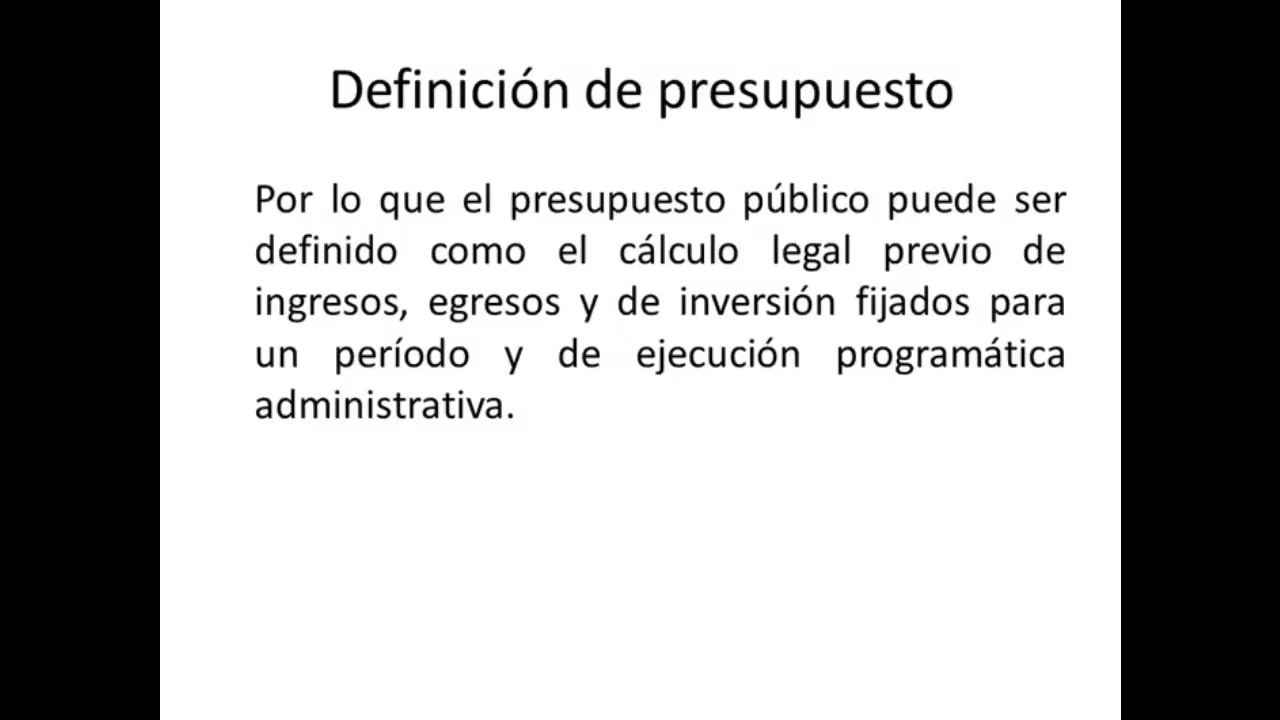 Definición de presupuesto
Por lo que el presupuesto público puede ser
definido como el cálculo legal previo de
ingresos, egresos y de inversión fijados para
un período y de ejecución programática
administrativa.